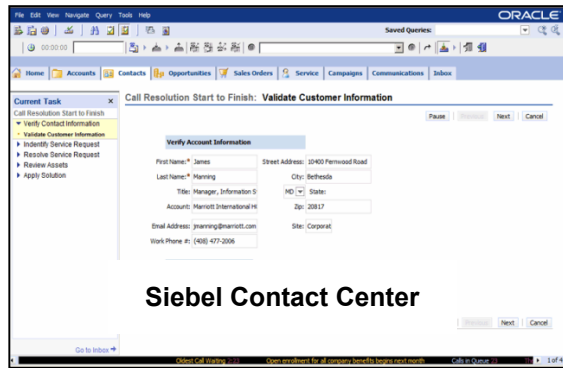 File Edit View Navigate Query Tools Help
ORACLE
Saved Queries:
00:00:00
Home Accounts Contacts Opportunities Sales Orders Service Campaigns Communications Inbox
Current Task ×
Call Resolution Start to Finish
Verify Contact Information
Validate Customer Information
Indentify Service Request
Resolve Service Request
Review Assets
Apply Solution
Go to Inbox
Call Resolution Start to Finish: Validate Customer Information
Pause Next Cancel
Verify Account Information
First Name:* James Street Address: 10400 Fernwood Road
Last Name:* Manning City: Bethesda
Title: Manager, Information S MD State:
Account: Marriott International H Zip: 20817
Email Address: jmanning@marriott.com Site: Corporat
Work Phone #: (408) 477-2006
Siebel Contact Center
Next Cancel
Oldest Call Waiting 2:33 Open enrollment for all company benefits begins next month Calls in Queue 23 1 of 4